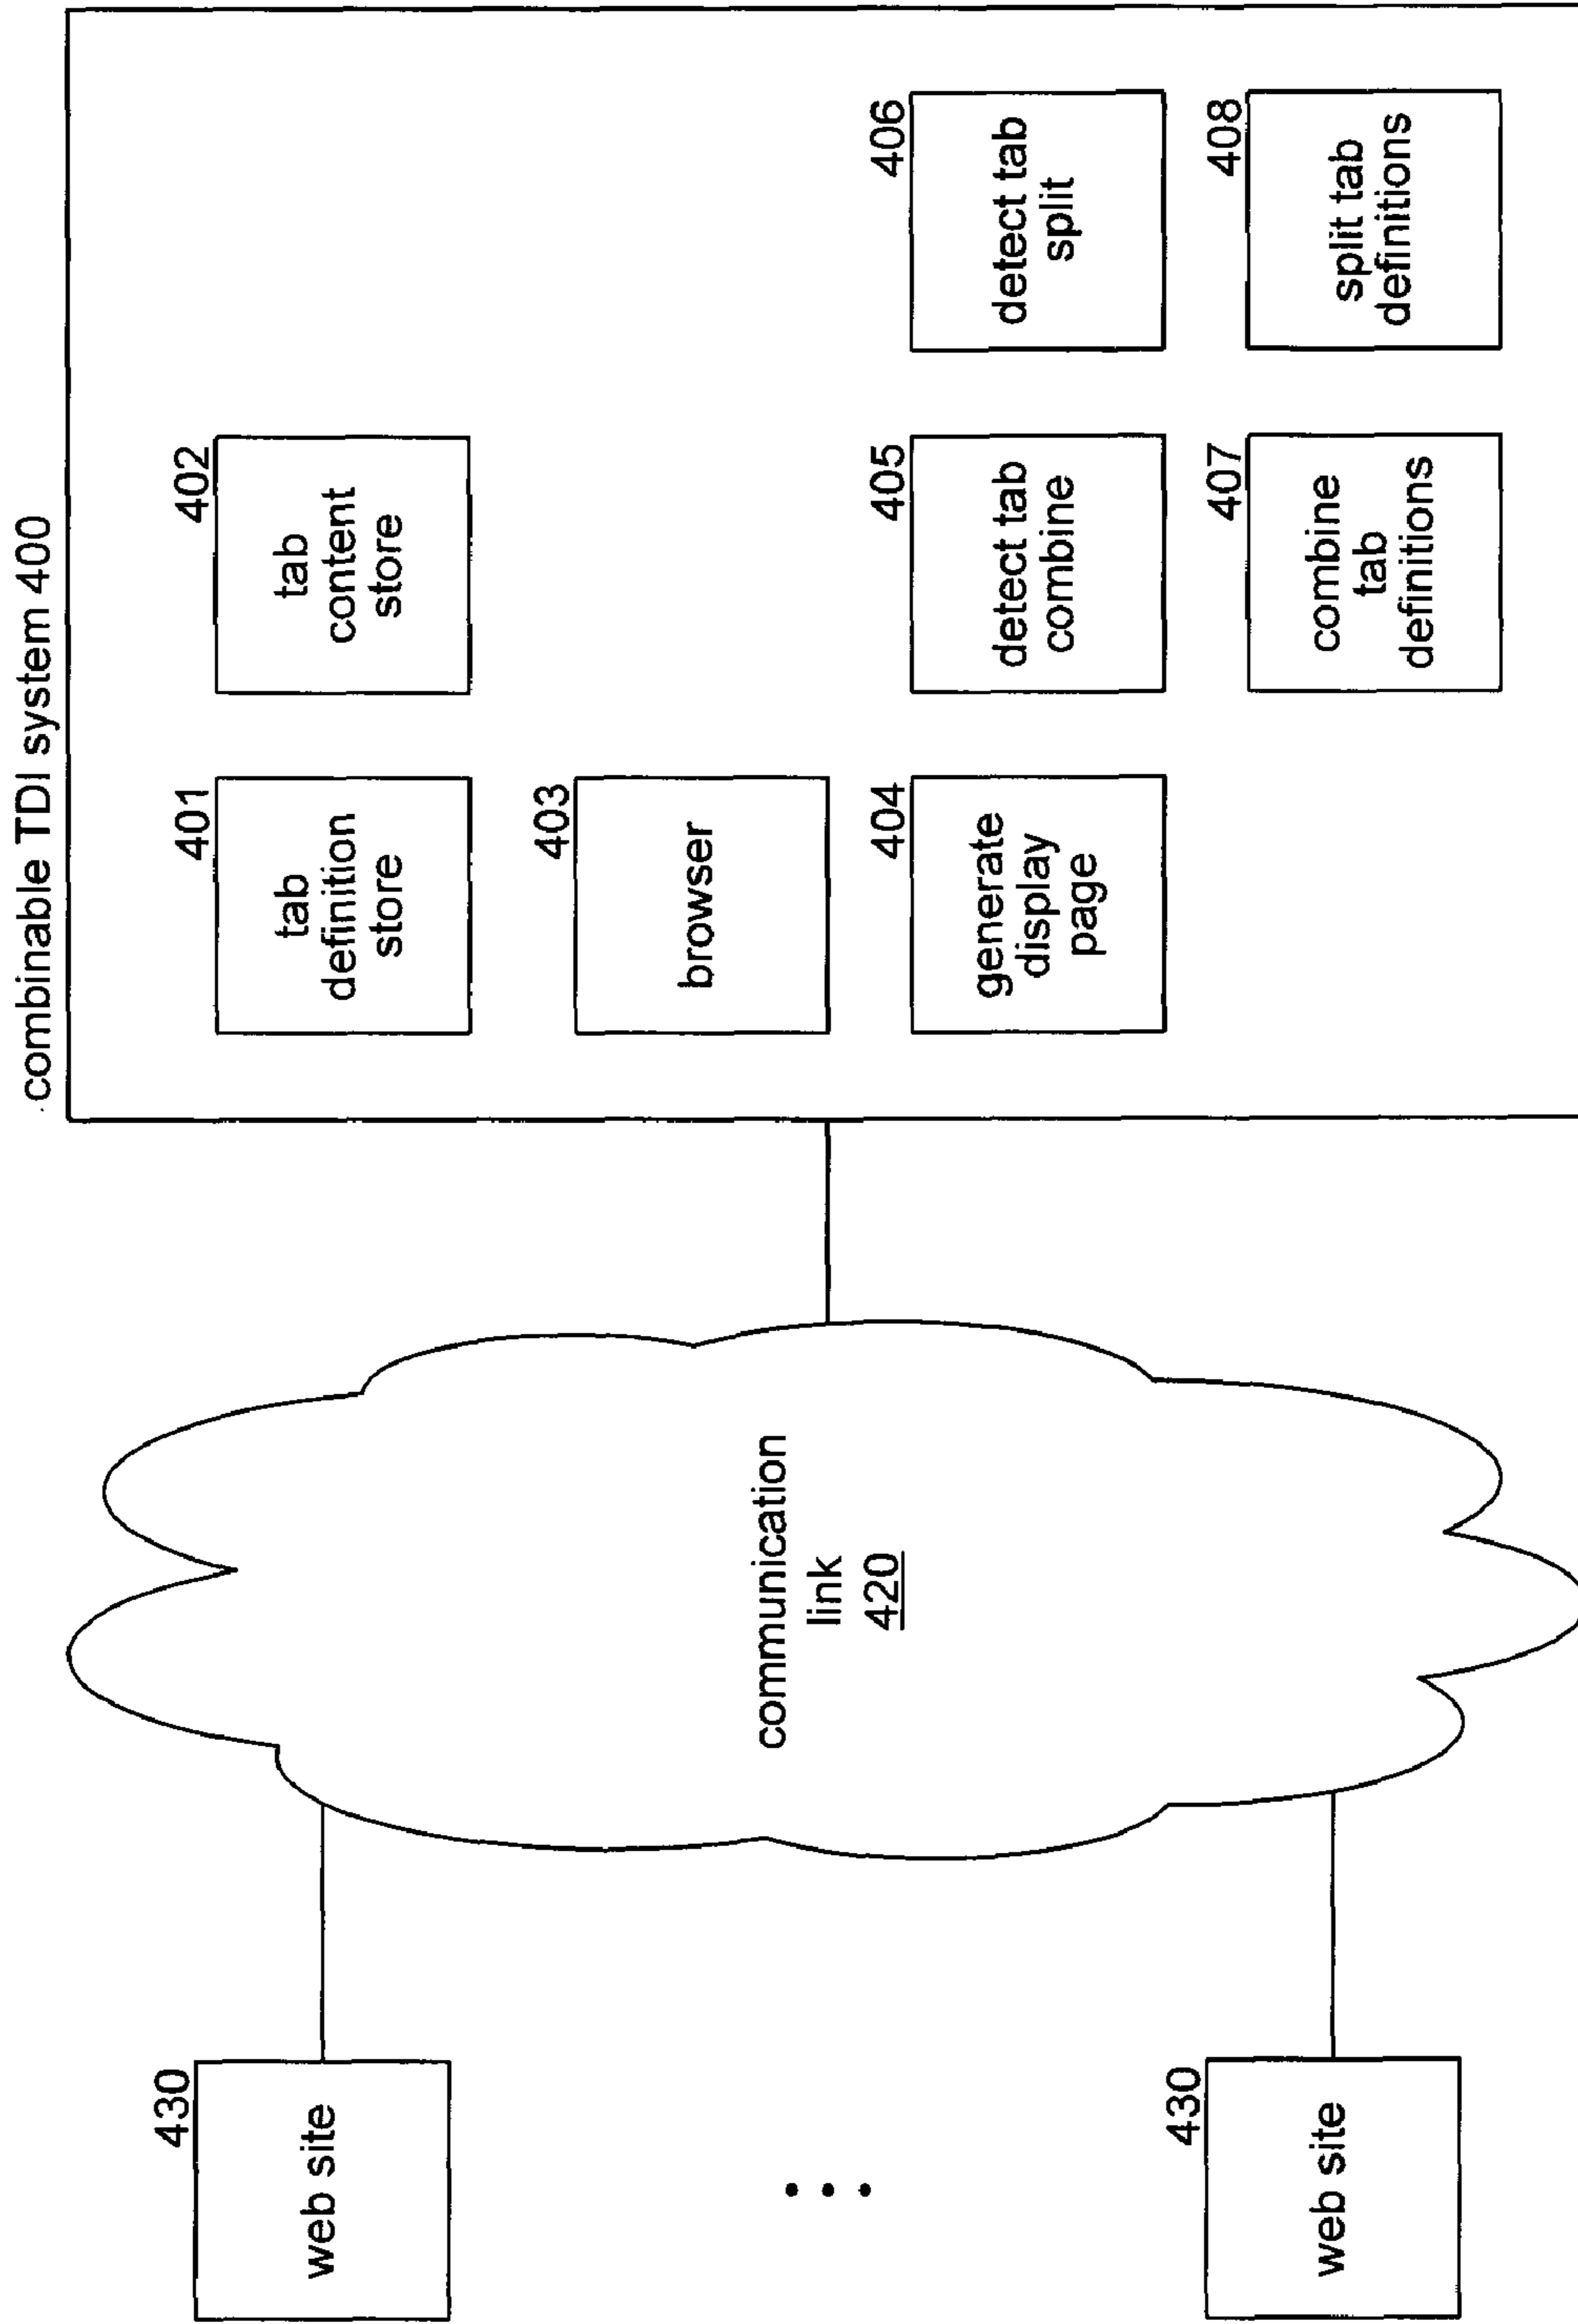 combinable TDI system 400
401
tab
definition
store
402
tab
content
store
403
browser
404
generate
display
page
405
detect tab
combine
406
detect tab
split
407
combine
tab
definitions
408
split tab
definitions
communication
link
420
430
web site
430
web site